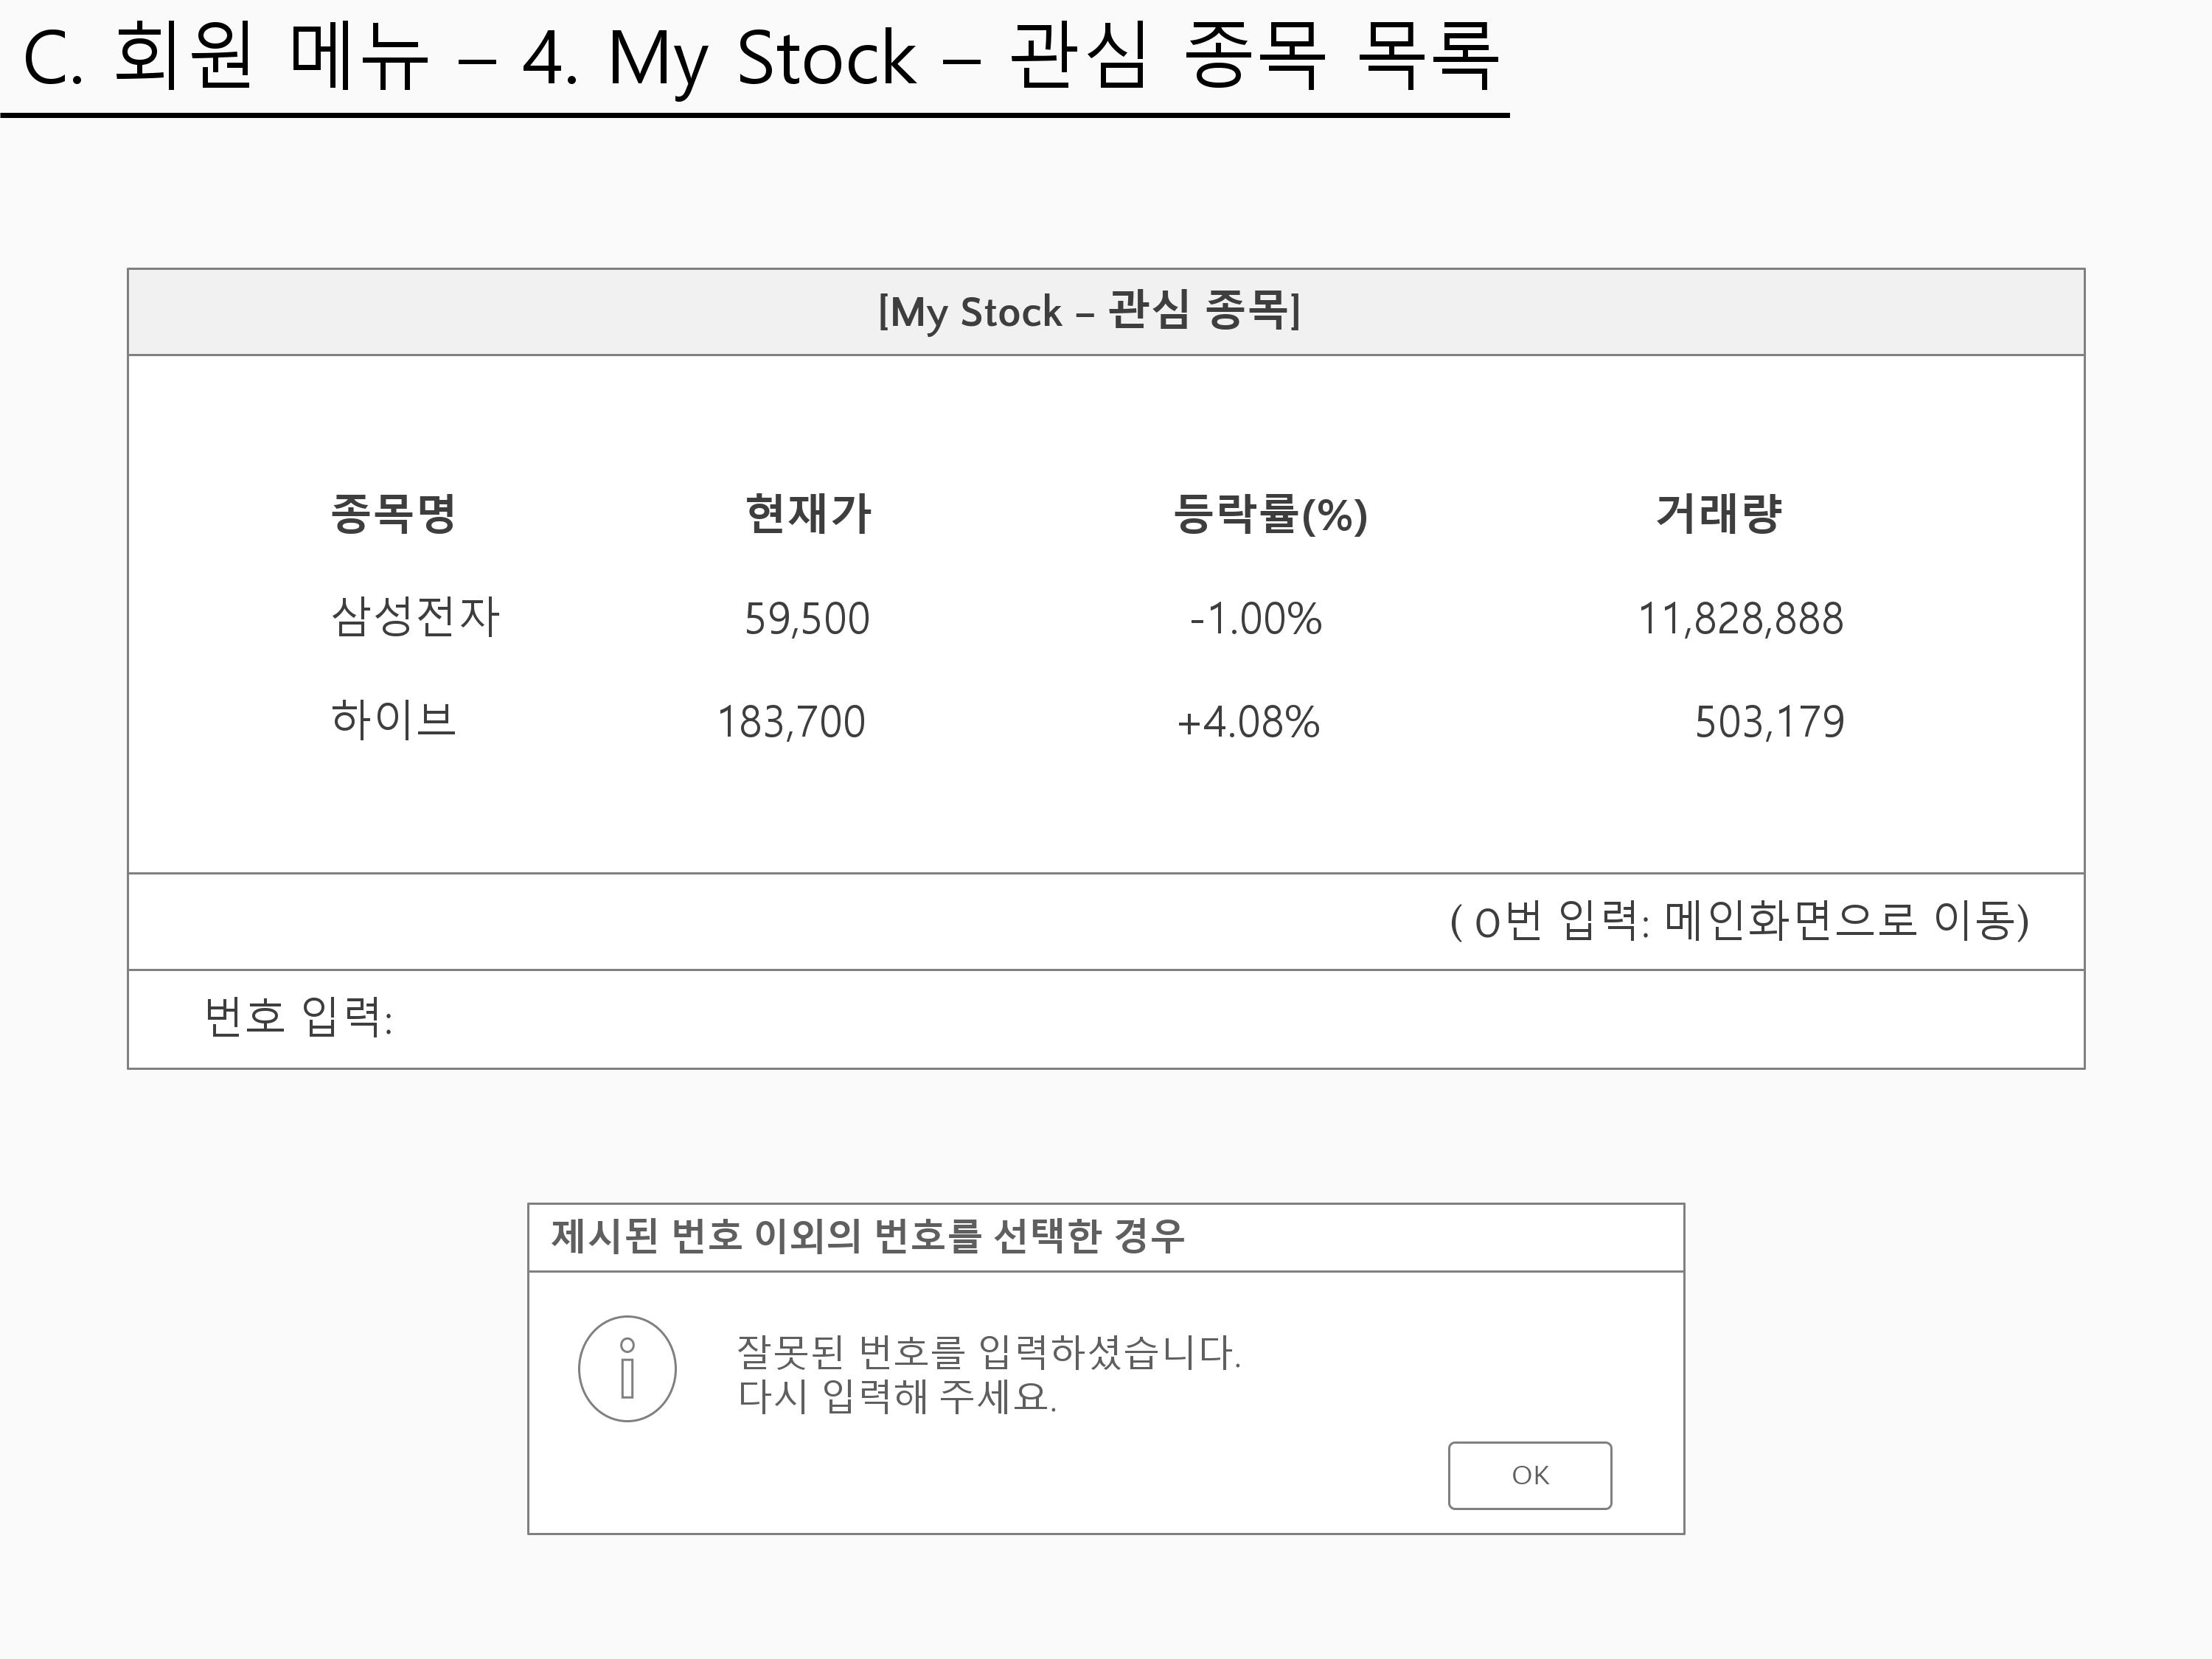 C. 회원 메뉴 – 4. My Stock – 관심 종목 목록
[My Stock – 관심 종목]
종목명 현재가 등락률(%) 거래량
삼성전자 59,500 -1.00% 11,828,888
하이브 183,700 +4.08% 503,179
( 0번 입력: 메인화면으로 이동)
번호 입력:
제시된 번호 이외의 번호를 선택한 경우
잘못된 번호를 입력하셨습니다.
다시 입력해 주세요.
OK